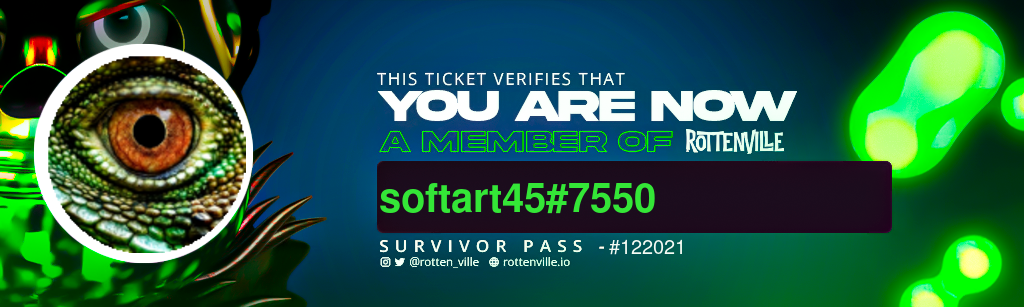 THIS TICKET VERIFIES THAT
YOU ARE NOW
A MEMBER OF ROTTENVILLE
softart45#7550
SURVIVOR PASS - #122021
@rotten_ville rottenville.io